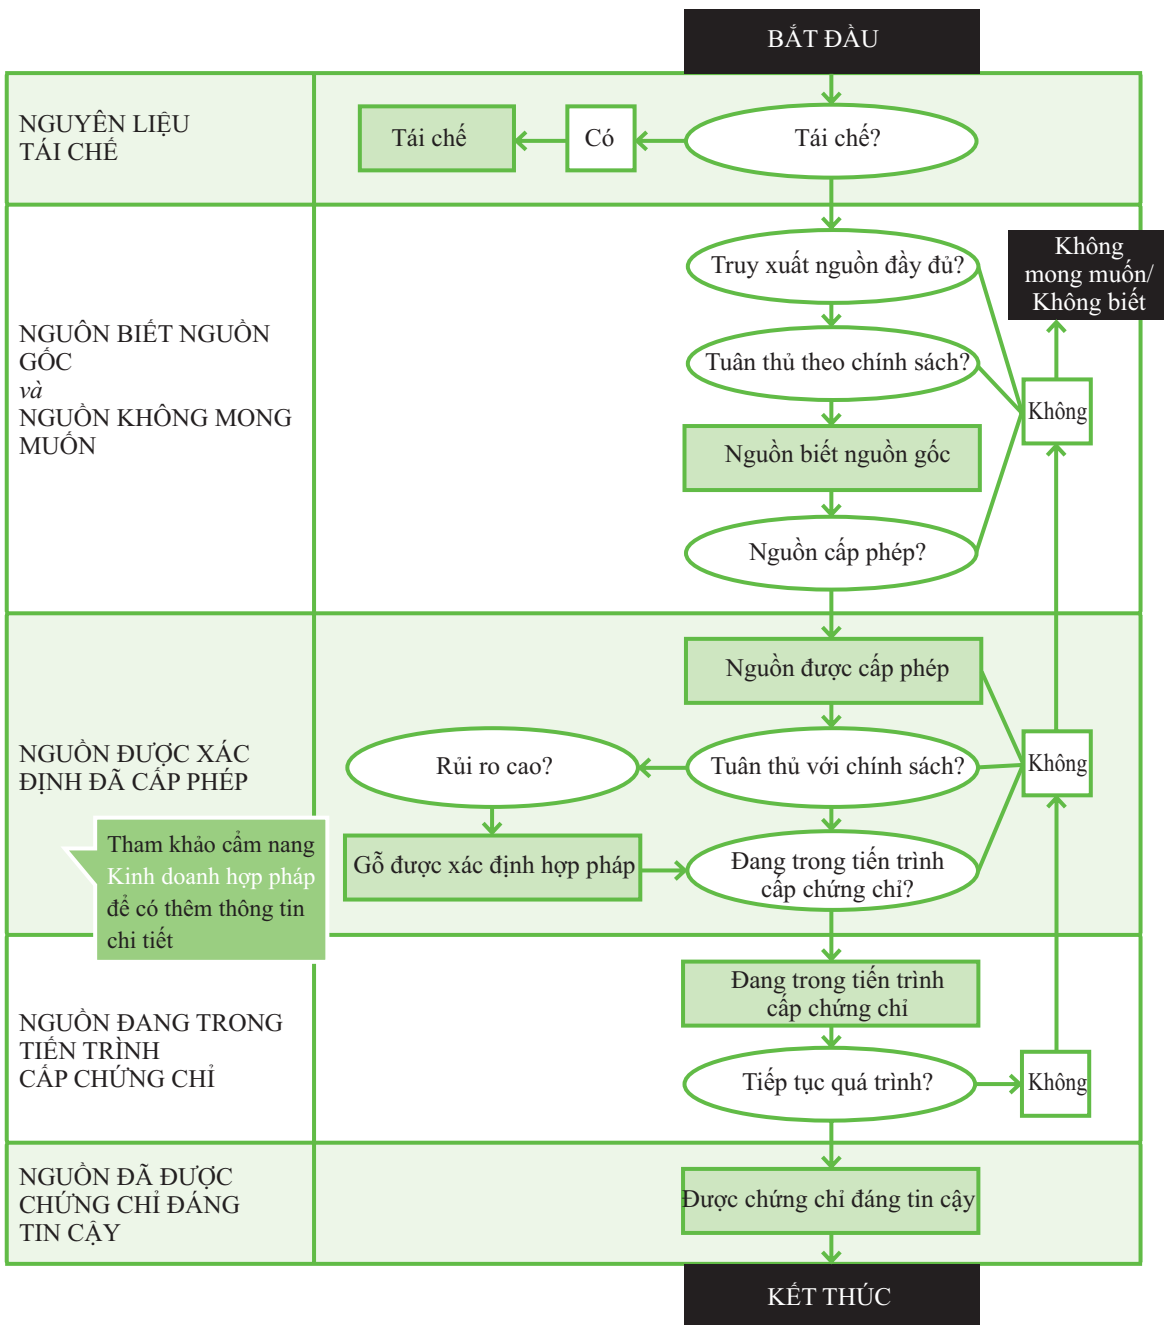 BẮT ĐẦU
NGUYÊN LIỆU
TÁI CHẾ
Tái chế
Có
Tái chế?
NGUÔN BIẾT NGUỒN
GỐC
và
NGUỒN KHÔNG MONG
MUỐN
Truy xuất nguồn đầy đủ?
Không
mong muốn/
Không biết
Tuân thủ theo chính sách?
Không
Nguồn biết nguồn gốc
Nguồn cấp phép?
NGUỒN ĐƯỢC XÁC
ĐỊNH ĐÃ CẤP PHÉP
Nguồn được cấp phép
Rủi ro cao?
Tuân thủ với chính sách?
Không
Gỗ được xác định hợp pháp
Đang trong tiến trình
cấp chứng chỉ?
Tham khảo cẩm nang
Kinh doanh hợp pháp
để có thêm thông tin
chi tiết
NGUỒN ĐANG TRONG
TIẾN TRÌNH
CẤP CHỨNG CHỈ
Đang trong tiến trình
cấp chứng chỉ
Tiếp tục quá trình?
Không
NGUỒN ĐÃ ĐƯỢC
CHỨNG CHỈ ĐÁNG
TIN CẬY
Được chứng chỉ đáng tin cậy
KẾT THÚC